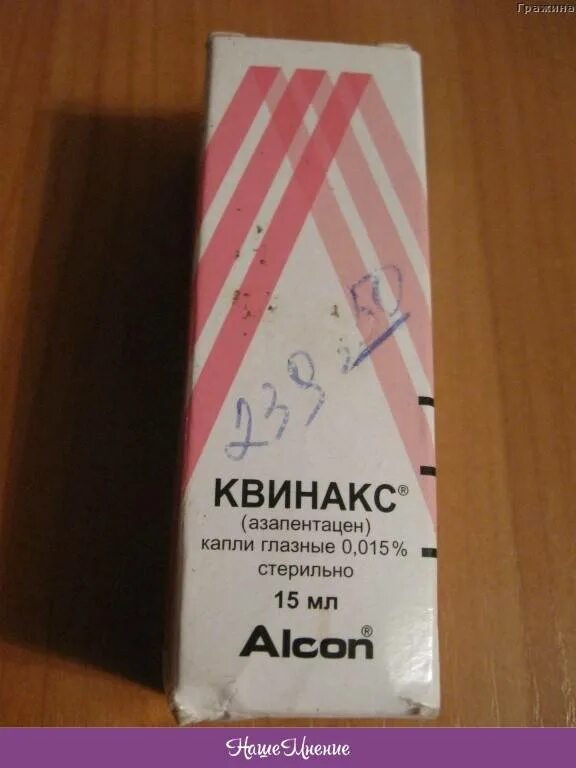 Гражина
239,50
КВИНАКС®
(азапентацен)
капли глазные 0,015%
стерильно
15 мл
Alcon®
НашеМнение